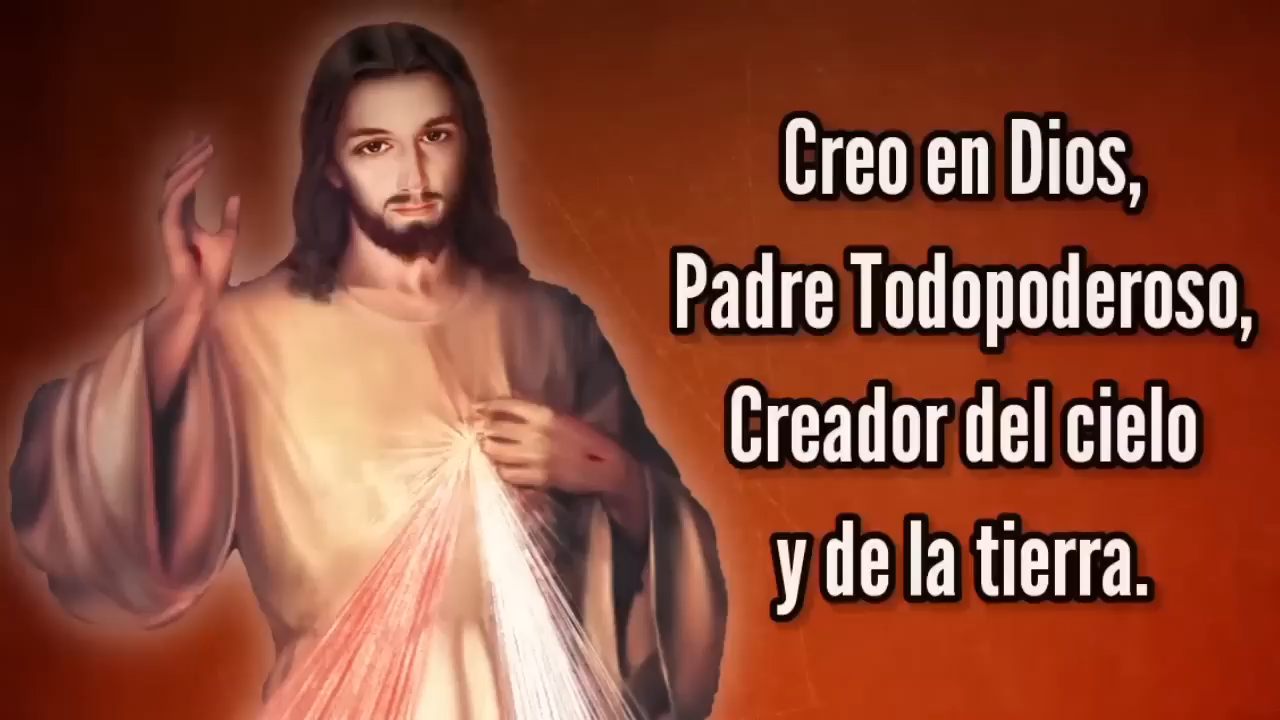 Creo en Dios,
Padre Todopoderoso,
Creador del cielo
y de la tierra.